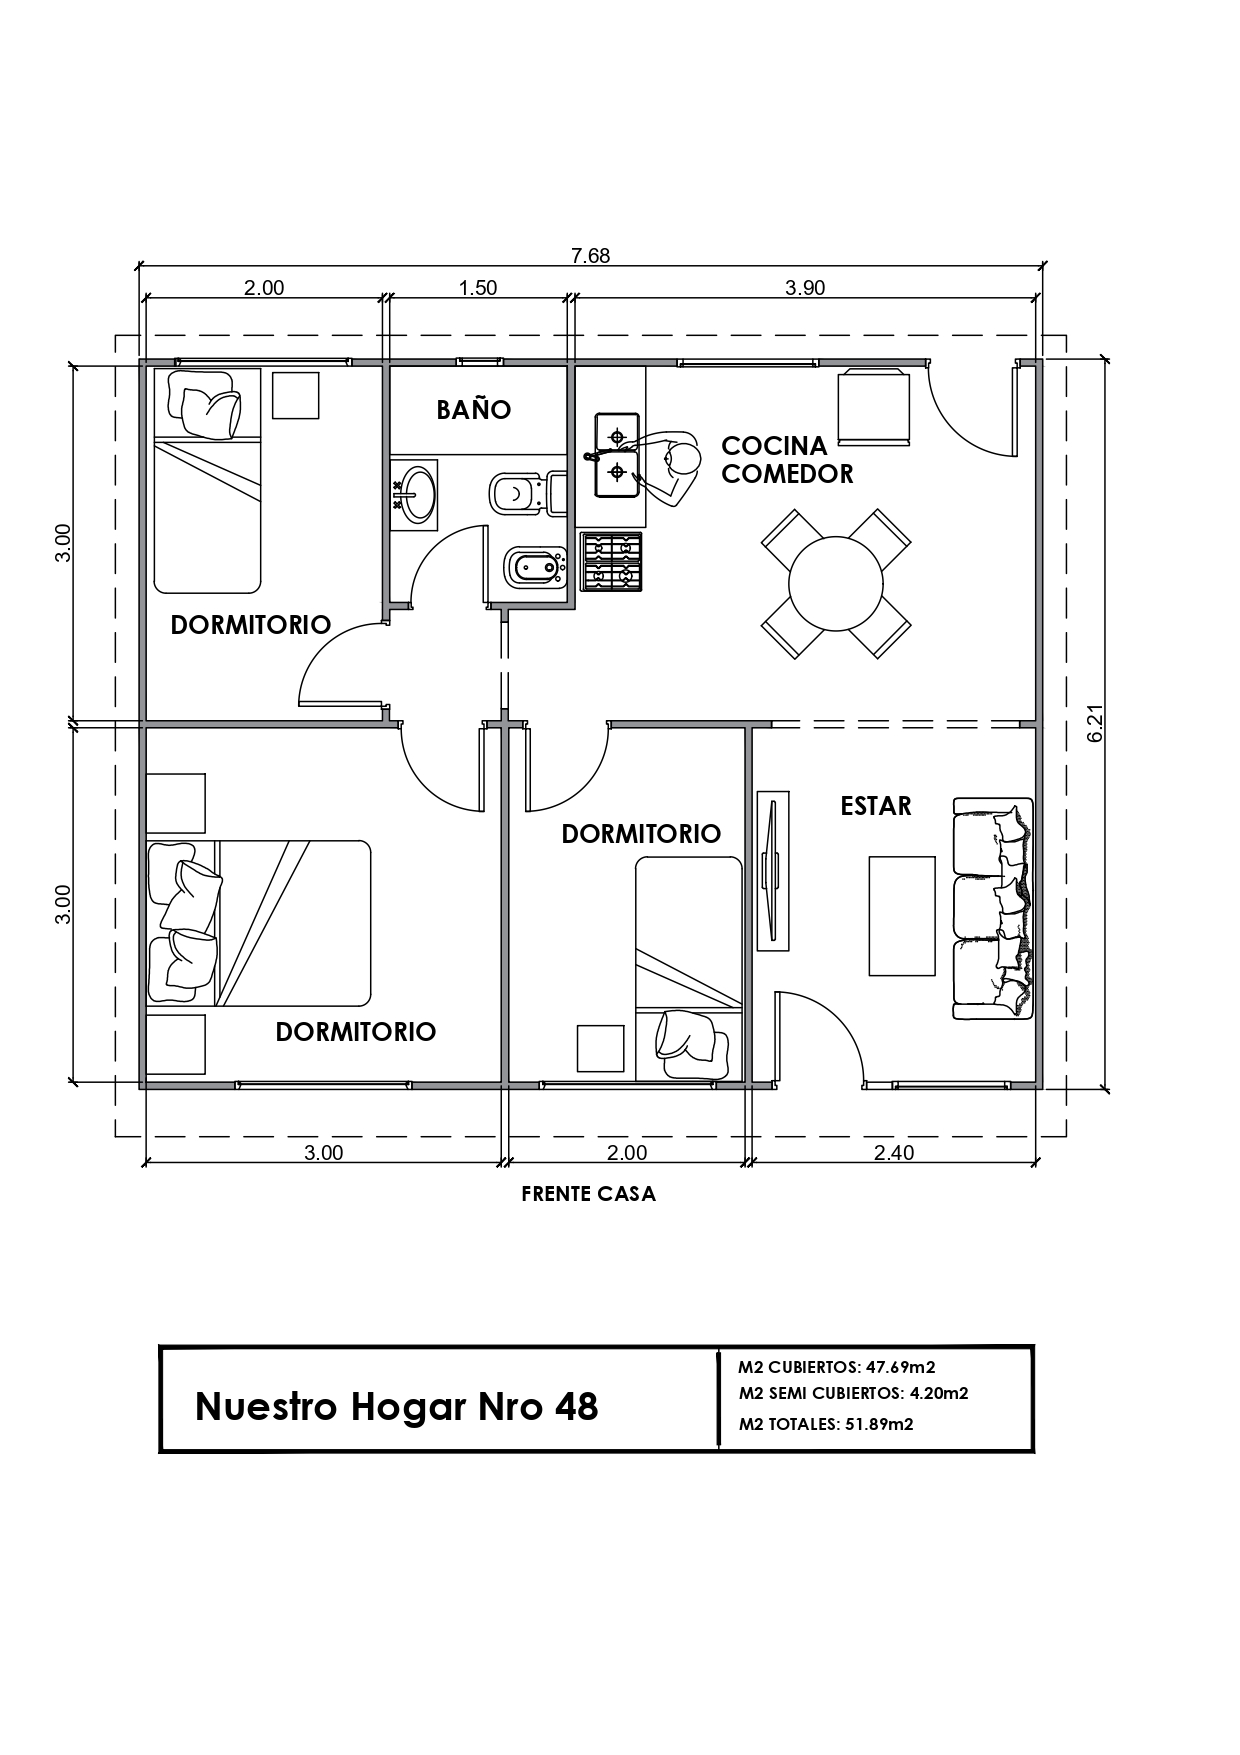 7.68
2.00
1.50
3.90
BAÑO
COCINA
COMEDOR
3.00
DORMITORIO
6.21
ESTAR
DORMITORIO
3.00
DORMITORIO
3.00
2.00
2.40
FRENTE CASA
Nuestro Hogar Nro 48
M2 CUBIERTOS: 47.69m2
M2 SEMI CUBIERTOS: 4.20m2
M2 TOTALES: 51.89m2